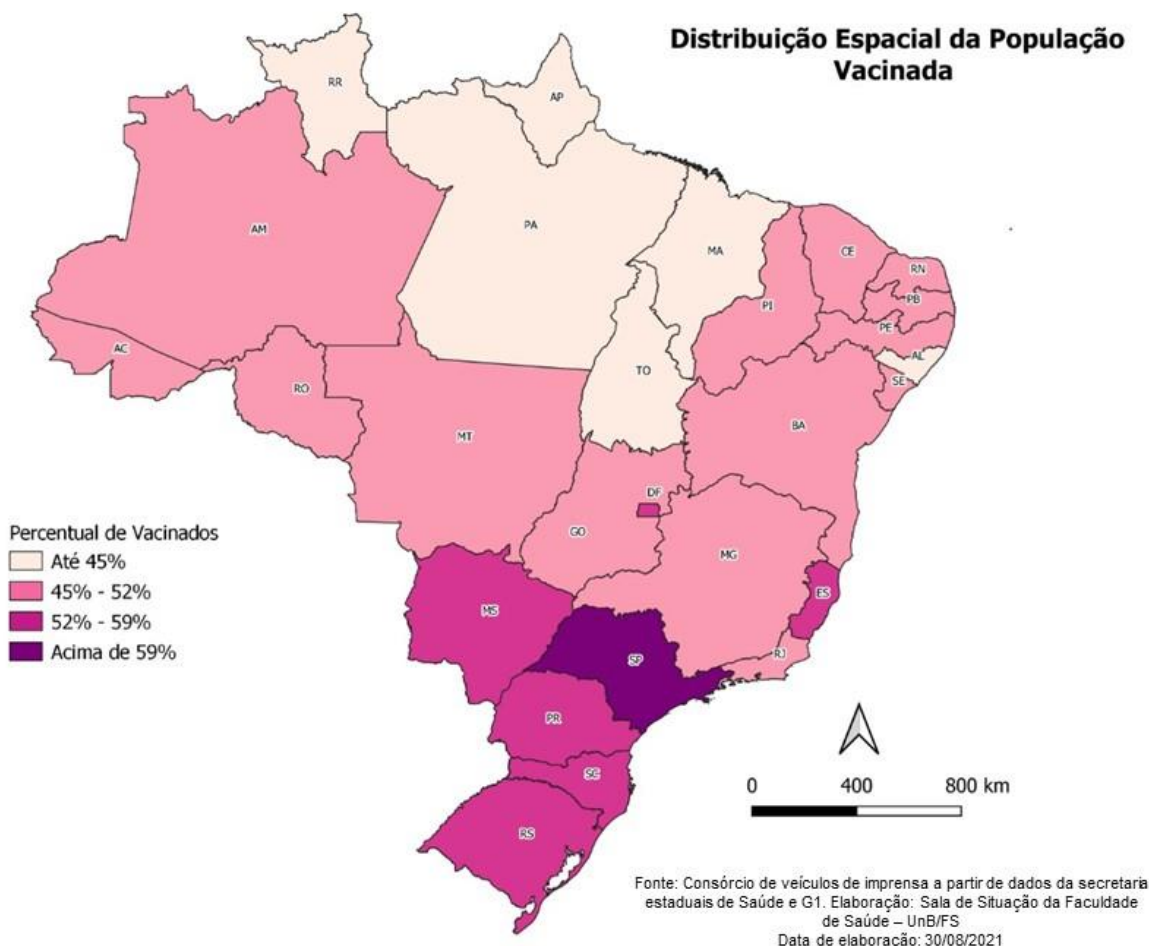 Distribuição Espacial da População
Vacinada
RR
AP
AM
PA
MA
CE
RN
PB
PE
PI
AL
SE
AC
RO
TO
BA
MT
DF
GO
MG
ES
MS
SP
RJ
PR
SC
RS
Percentual de Vacinados
Até 45%
45% - 52%
52% - 59%
Acima de 59%
0 400 800 km
Fonte: Consórcio de veículos de imprensa a partir de dados da secretaria
estaduais de Saúde e G1. Elaboração: Sala de Situação da Faculdade
de Saúde – UnB/FS
Data de elaboração: 30/08/2021